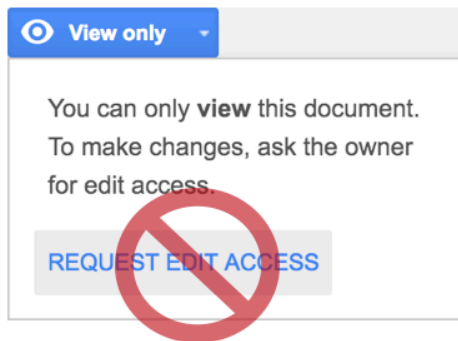 View only
You can only view this document.
To make changes, ask the owner
for edit access.
REQUEST EDIT ACCESS